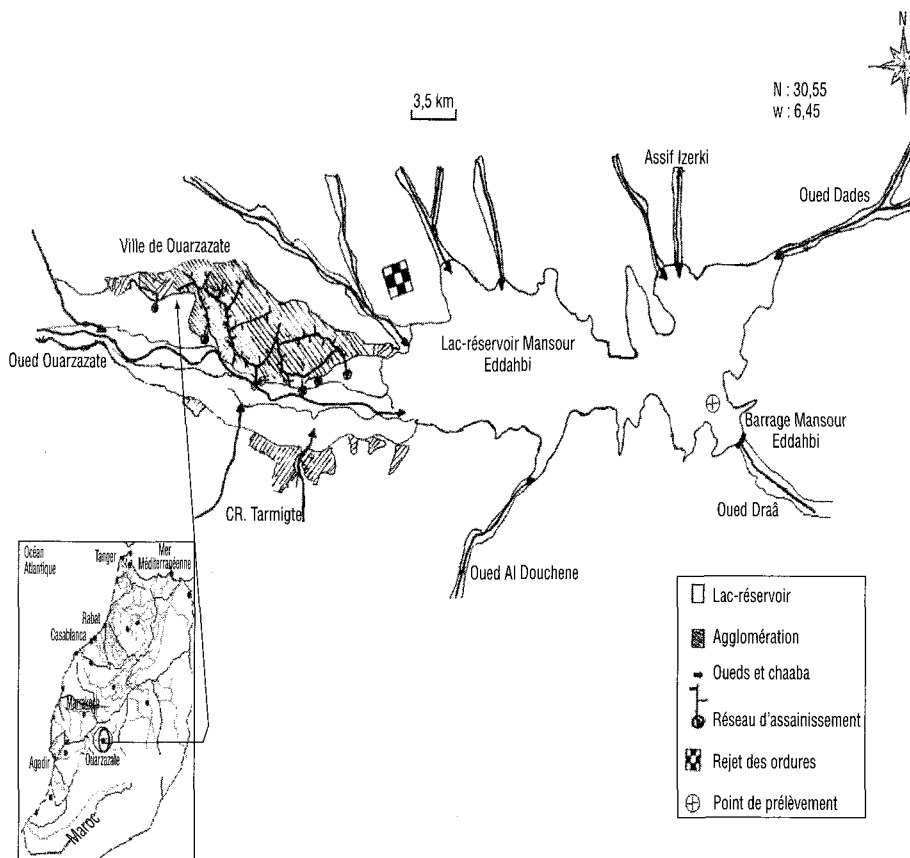 N
3,5 km
N : 30,55
w : 6,45
Assif Izerki
Oued Dades
Ville de Ouarzazate
Lac-réservoir Mansour
Eddahbi
Oued Ouarzazate
Barrage Mansour
Eddahbi
CR. Tarmigte
Oued Draâ
Oued Al Douchene
Océan
Atlantique
Tanger
Mer
Méditerranéenne
Rabat
Casablanca
Marrakech
Agadir
Ouarzazate
Maroc
Lac-réservoir
Agglomération
Oueds et chaaba
Réseau d'assainissement
Rejet des ordures
Point de prélèvement